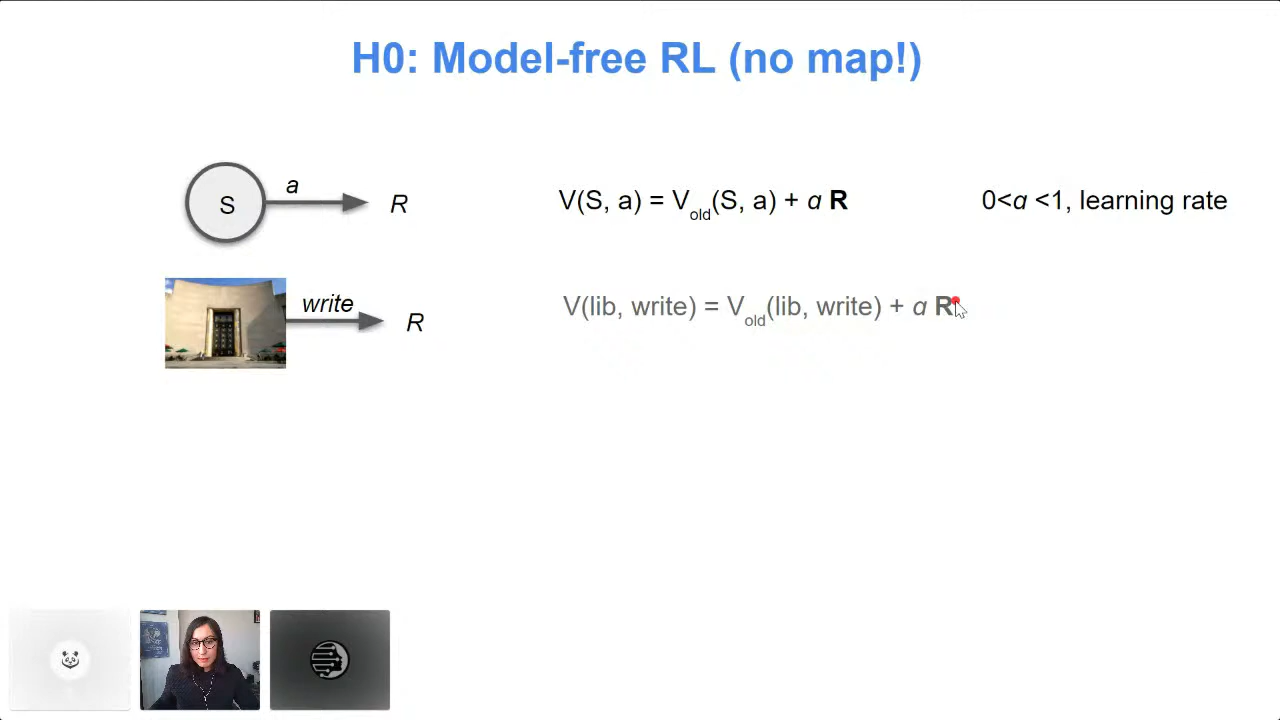 H0: Model-free RL (no map!)
S a R V(S, a) = V_old(S, a) + α R 0<α <1, learning rate
write R V(lib, write) = V_old(lib, write) + α R